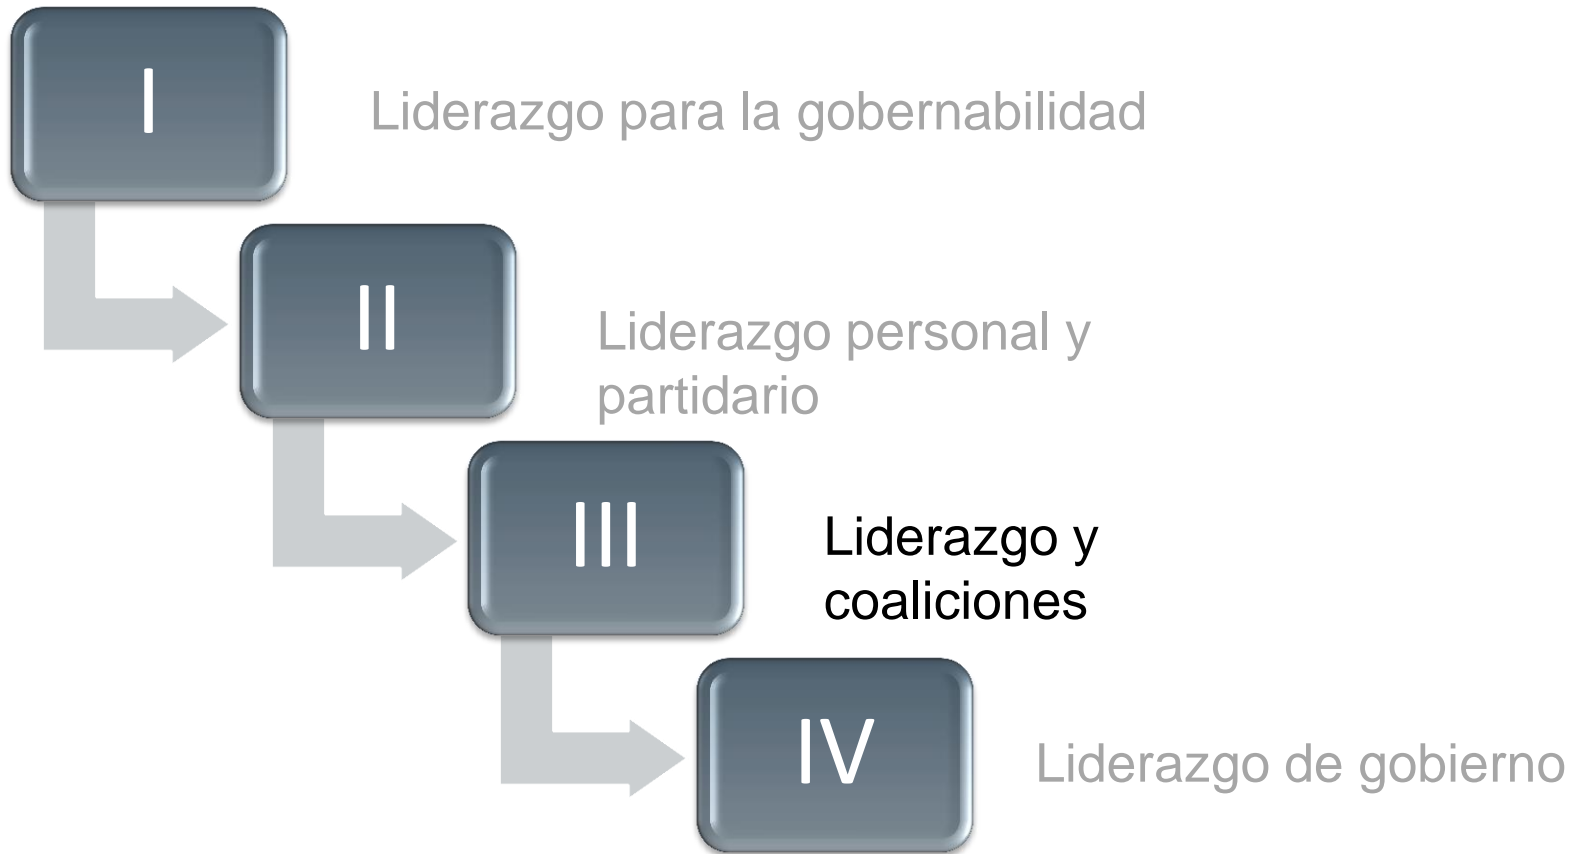 I
Liderazgo para la gobernabilidad
II
Liderazgo personal y
partidario
III
Liderazgo y
coaliciones
IV
Liderazgo de gobierno